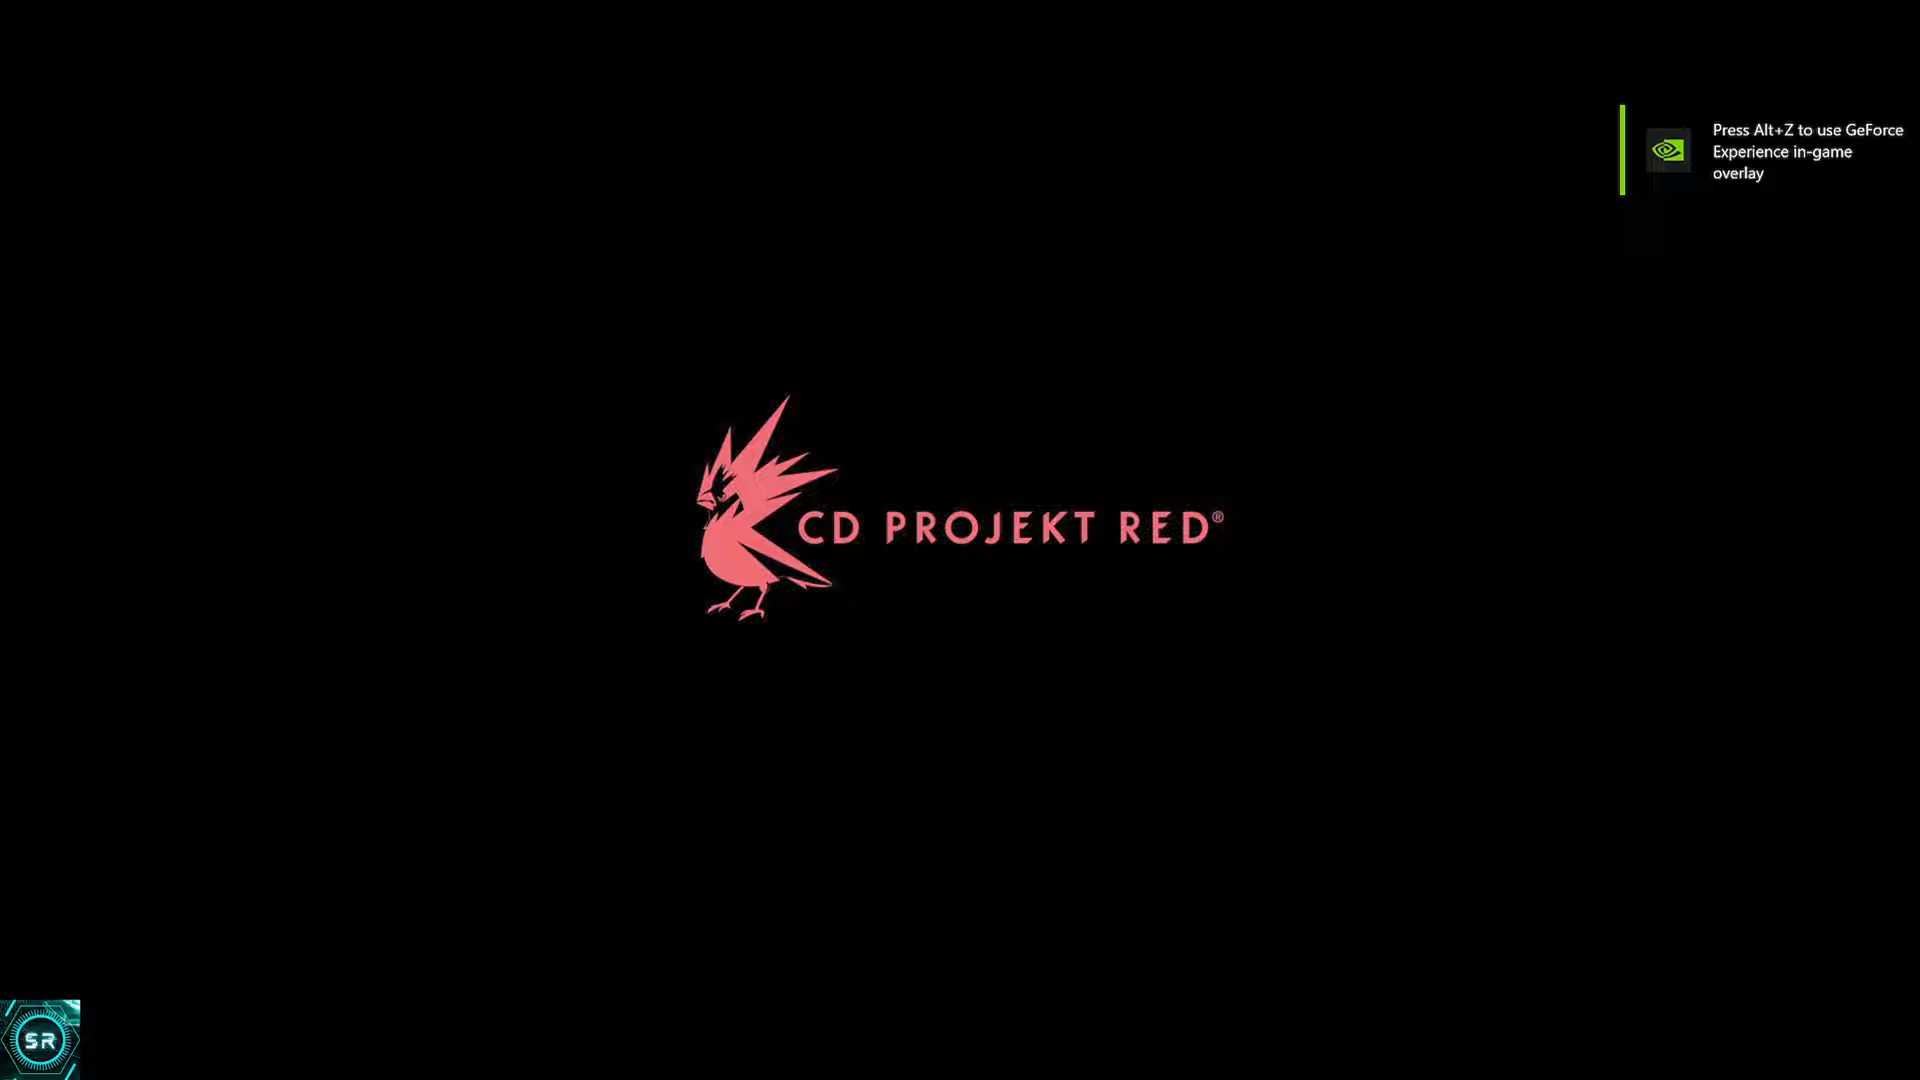 Press Alt+Z to use GeForce
Experience in-game
overlay
CD PROJEKT RED®
SR